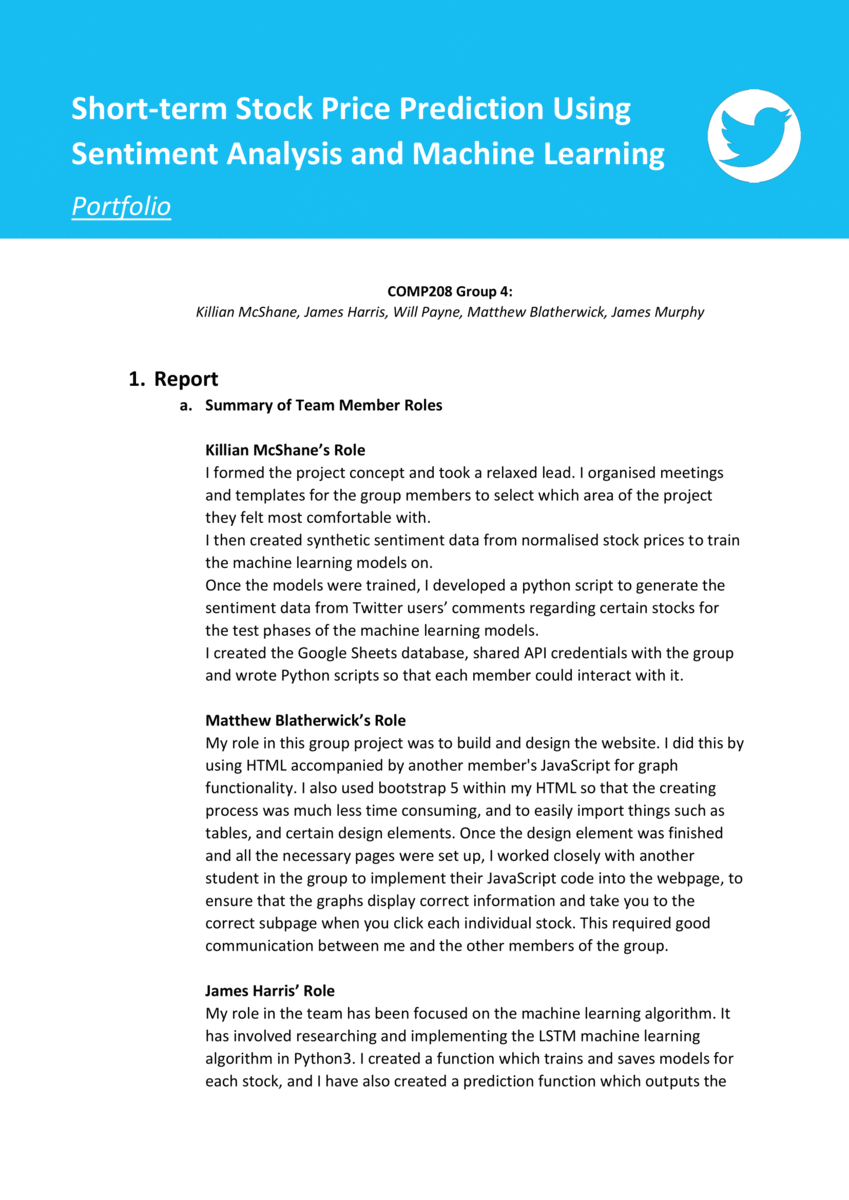 Short-term Stock Price Prediction Using
Sentiment Analysis and Machine Learning
Portfolio
COMP208 Group 4:
Killian McShane, James Harris, Will Payne, Matthew Blatherwick, James Murphy
1. Report
a. Summary of Team Member Roles
Killian McShane’s Role
I formed the project concept and took a relaxed lead. I organised meetings
and templates for the group members to select which area of the project
they felt most comfortable with.
I then created synthetic sentiment data from normalised stock prices to train
the machine learning models on.
Once the models were trained, I developed a python script to generate the
sentiment data from Twitter users’ comments regarding certain stocks for
the test phases of the machine learning models.
I created the Google Sheets database, shared API credentials with the group
and wrote Python scripts so that each member could interact with it.
Matthew Blatherwick’s Role
My role in this group project was to build and design the website. I did this by
using HTML accompanied by another member's JavaScript for graph
functionality. I also used bootstrap 5 within my HTML so that the creating
process was much less time consuming, and to easily import things such as
tables, and certain design elements. Once the design element was finished
and all the necessary pages were set up, I worked closely with another
student in the group to implement their JavaScript code into the webpage, to
ensure that the graphs display correct information and take you to the
correct subpage when you click each individual stock. This required good
communication between me and the other members of the group.
James Harris’ Role
My role in the team has been focused on the machine learning algorithm. It
has involved researching and implementing the LSTM machine learning
algorithm in Python3. I created a function which trains and saves models for
each stock, and I have also created a prediction function which outputs the